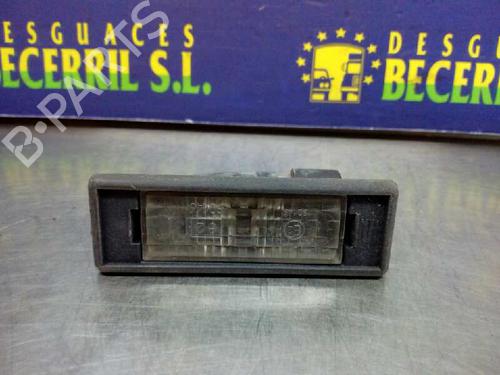 DESGUACES
BECERRIL S.L.
DESGU
BECERR
B-PARTS